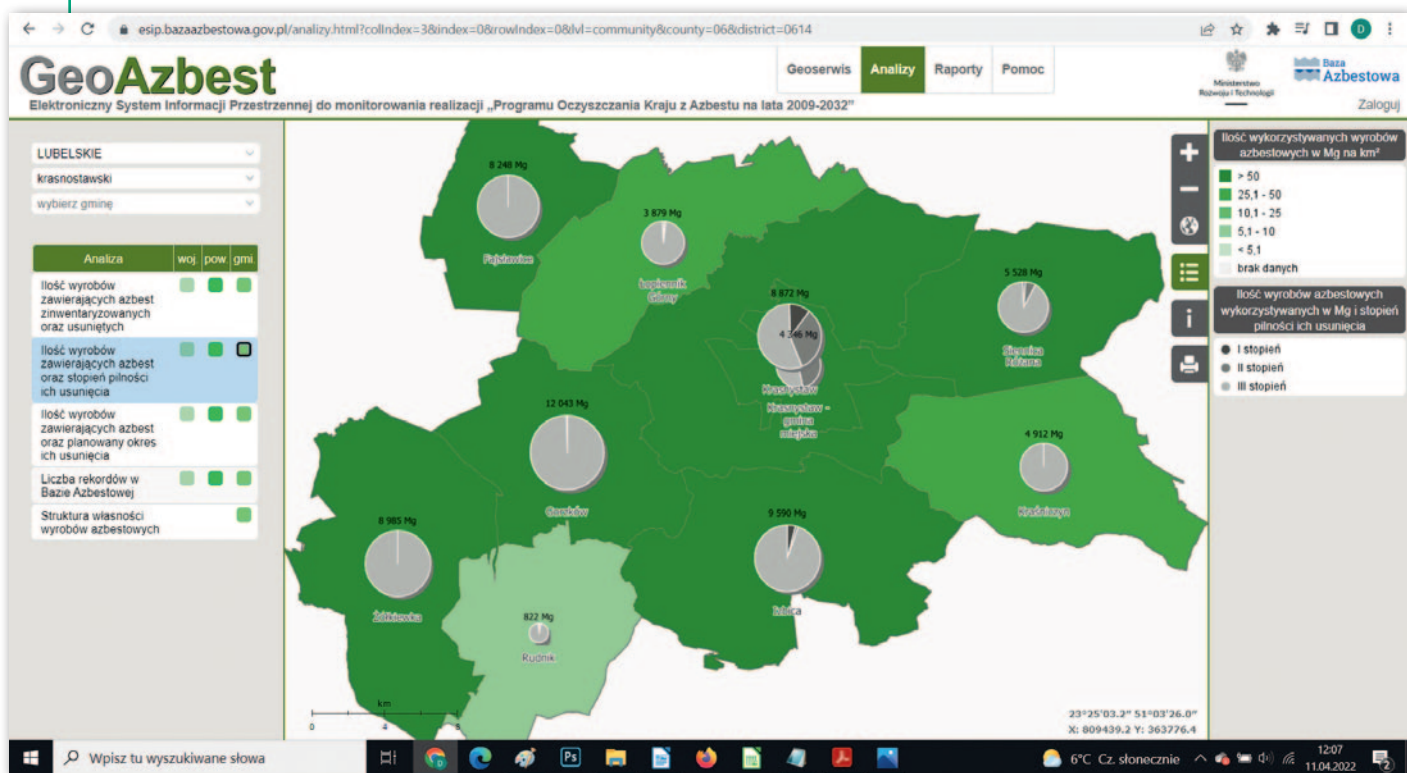 esip.bazaazbestowa.gov.pl/analizy.html?colIndex=3&index=0&rowIndex=0&lvl=community&county=06&district=0614
D
GeoAzbest
Geoserwis Analizy Raporty Pomoc
Ministerstwo
Rozwoju i Technologii
Baza
Azbestowa
Elektroniczny System Informacji Przestrzennej do monitorowania realizacji „Programu Oczyszczania Kraju z Azbestu na lata 2009-2032”
Zaloguj
LUBELSKIE
krasnostawski
wybierz gminę
Analiza woj. pow. gmi.
Ilość wyrobów
zawierających azbest
zinwentaryzowanych
oraz usuniętych
Ilość wyrobów
zawierających azbest
oraz stopień pilności
ich usunięcia
Ilość wyrobów
zawierających azbest
oraz planowany okres
ich usunięcia
Liczba rekordów w
Bazie Azbestowej
Struktura własności
wyrobów azbestowych
8 248 Mg
Fajsławice
3 879 Mg
Łopiennik
Górny
8 872 Mg
4 346 Mg
Krasnystaw
Krasnystaw -
gmina
miejska
5 528 Mg
Siennica
Różana
12 043 Mg
Gorzków
4 912 Mg
Kraśniczyn
8 985 Mg
Żółkiewka
9 590 Mg
Izbica
822 Mg
Rudnik
km
0 4 8
23°25'03.2" 51°03'26.0"
X: 809439.2 Y: 363776.4
Ilość wykorzystywanych wyrobów
azbestowych w Mg na km²
> 50
25,1 - 50
10,1 - 25
5,1 - 10
< 5,1
brak danych
Ilość wyrobów azbestowych
wykorzystywanych w Mg i stopień
pilności ich usunięcia
I stopień
II stopień
III stopień
Wpisz tu wyszukiwane słowa
Ps
6°C Cz. słonecznie
12:07
11.04.2022
2